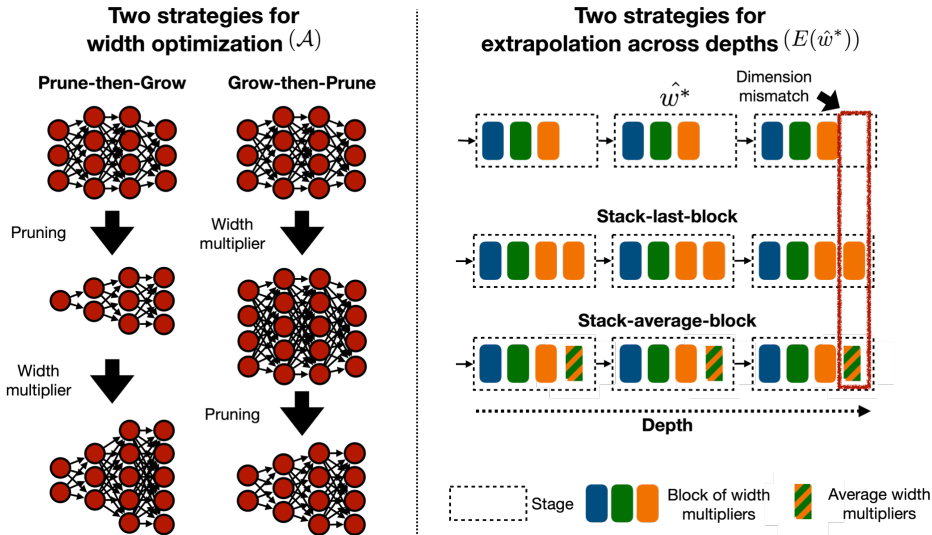 Two strategies for
width optimization (𝒜)
Prune-then-Grow
Grow-then-Prune
Pruning
Width
multiplier
Width
multiplier
Pruning
Two strategies for
extrapolation across depths (E(ŵ*))
ŵ*
Dimension
mismatch
Stack-last-block
Stack-average-block
Depth
Stage
Block of width
multipliers
Average width
multipliers